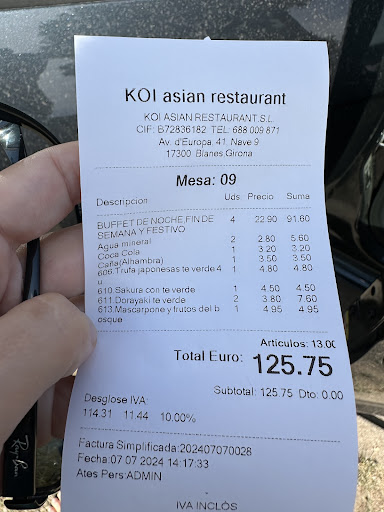 KOI asian restaurant
KOI ASIAN RESTAURANT S.L.
CIF: B72836182 TEL: 688 009 871
Av. d'Europa, 41, Nave 9
17300 Blanes.Girona
Mesa: 09
Descripcion Uds. Precio Suma
BUFFET DE NOCHE,FIN DE 4 22.90 91.60
SEMANA Y FESTIVO
Agua mineral 2 2.80 5.60
Coca Cola 1 3.20 3.20
Caña(Alhambra) 1 3.50 3.50
606.Trufa japonesas te verde 4 1 4.80 4.80
u
610.Sakura con te verde 1 4.50 4.50
611.Dorayaki te verde 2 3.80 7.60
613.Mascarpone y frutos del b 1 4.95 4.95
osque
Articulos: 13.00
Total Euro: 125.75
Subtotal: 125.75 Dto: 0.00
Desglose IVA:
114.31 11.44 10.00%
Factura Simplificada:202407070028
Fecha:07 07 2024 14:17:33
Ates Pers:ADMIN
IVA INCLÒS
Ray-Ban